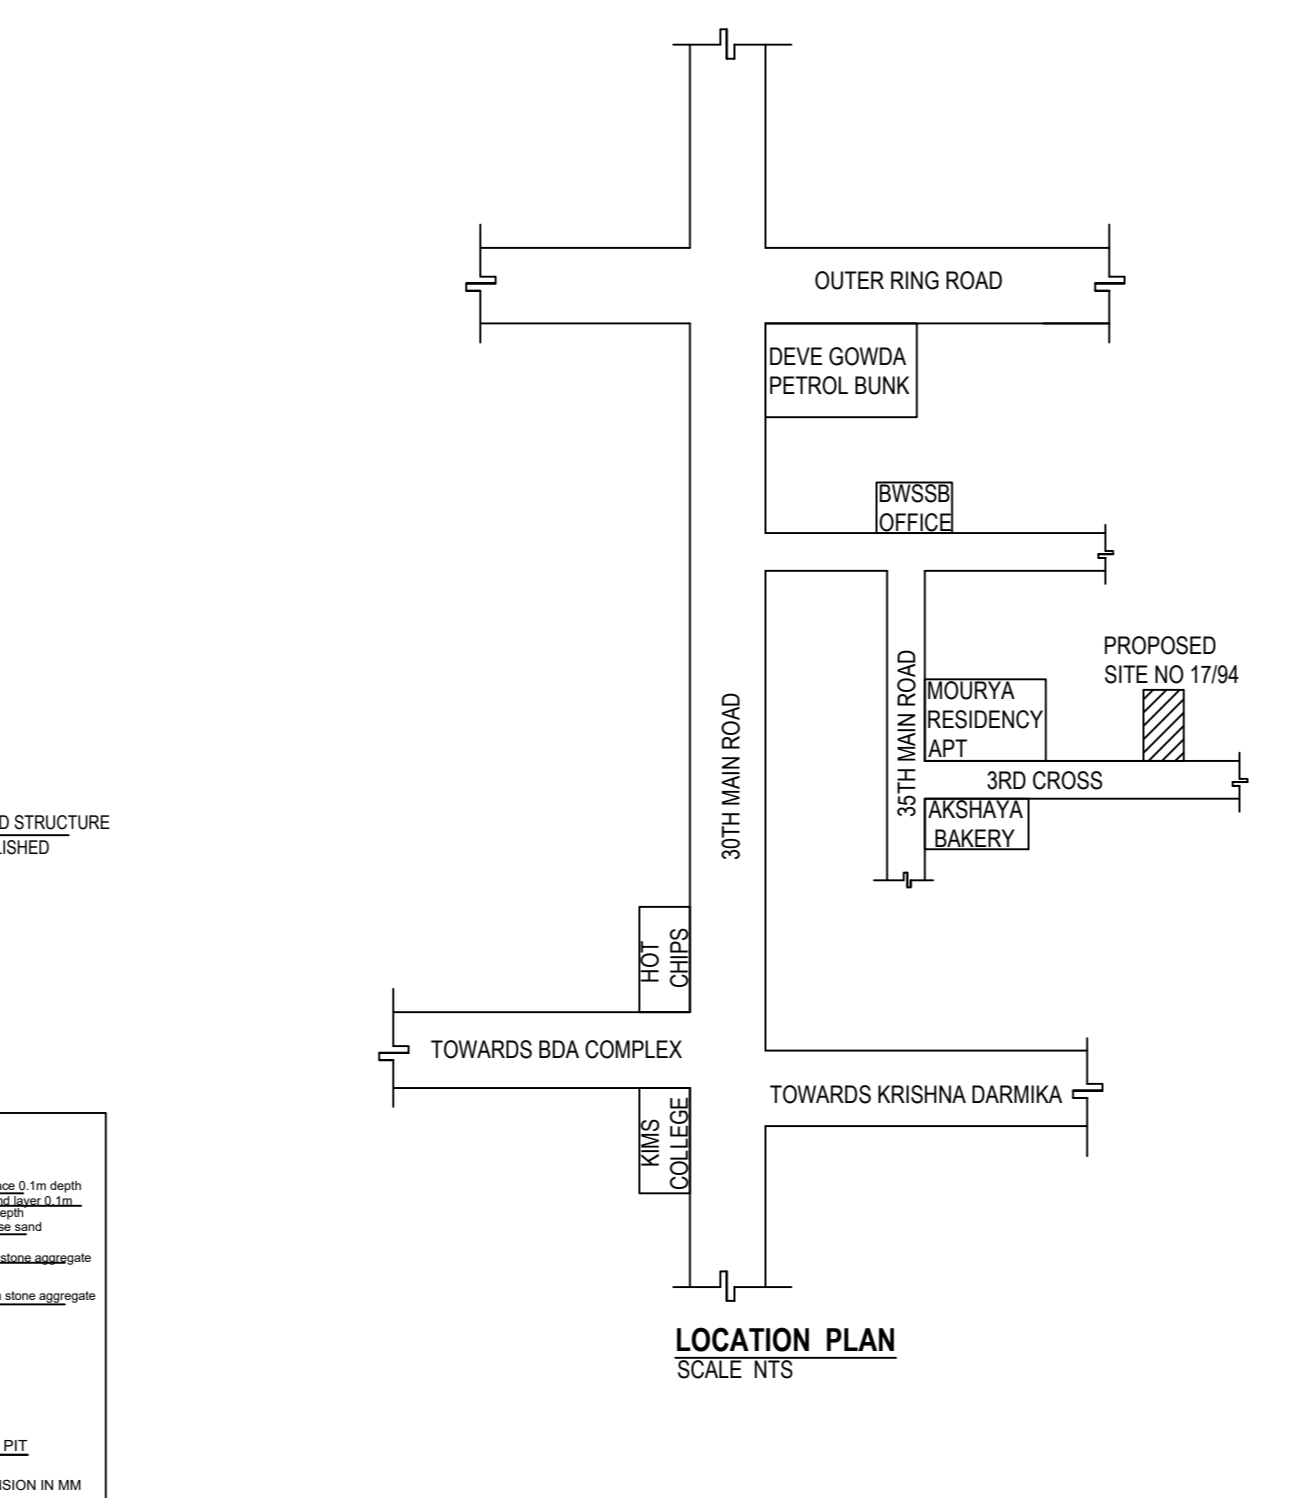 OUTER RING ROAD
DEVE GOWDA
PETROL BUNK
BWSSB
OFFICE
PROPOSED
SITE NO 17/94
MOURYA
RESIDENCY
APT
35TH MAIN ROAD
30TH MAIN ROAD
3RD CROSS
AKSHAYA
BAKERY
D STRUCTURE
LISHED
HOT
CHIPS
TOWARDS BDA COMPLEX
TOWARDS KRISHNA DARMIKA
KIMS
COLLEGE
nce 0.1m depth
nd layer 0.1m
epth
se sand
stone aggregate
stone aggregate
LOCATION PLAN
SCALE NTS
PIT
NSION IN MM